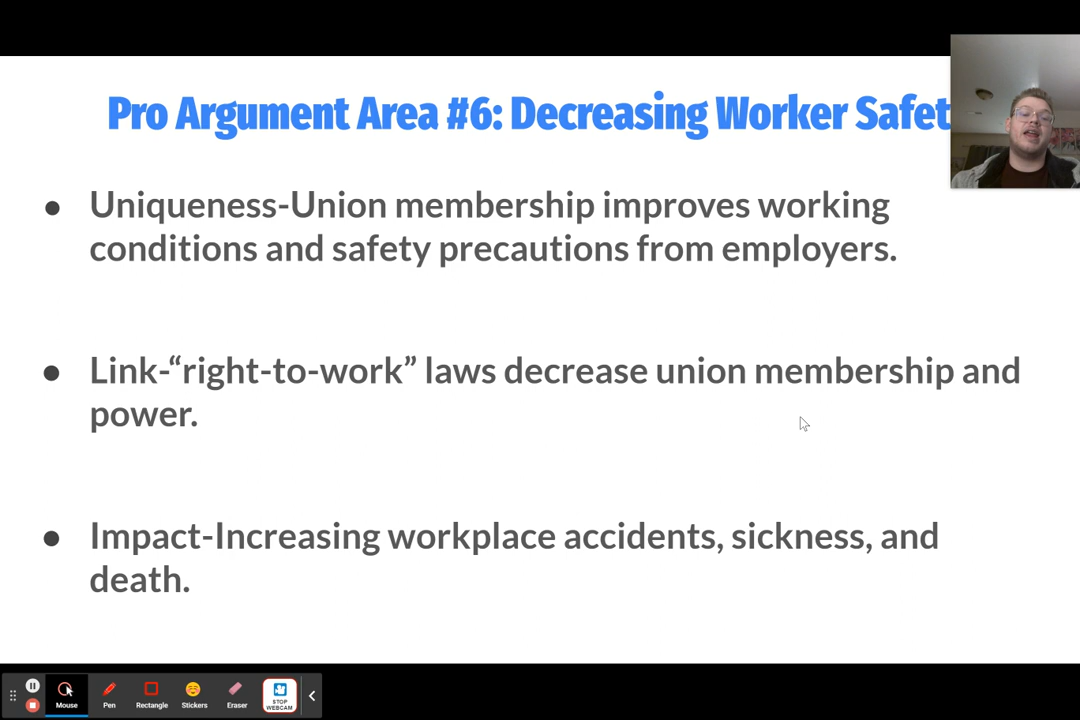 Pro Argument Area #6: Decreasing Worker Safet
● Uniqueness-Union membership improves working
conditions and safety precautions from employers.
● Link-“right-to-work” laws decrease union membership and
power.
● Impact-Increasing workplace accidents, sickness, and
death.
Mouse Pen Rectangle Stickers Eraser STOP
WEBCAM